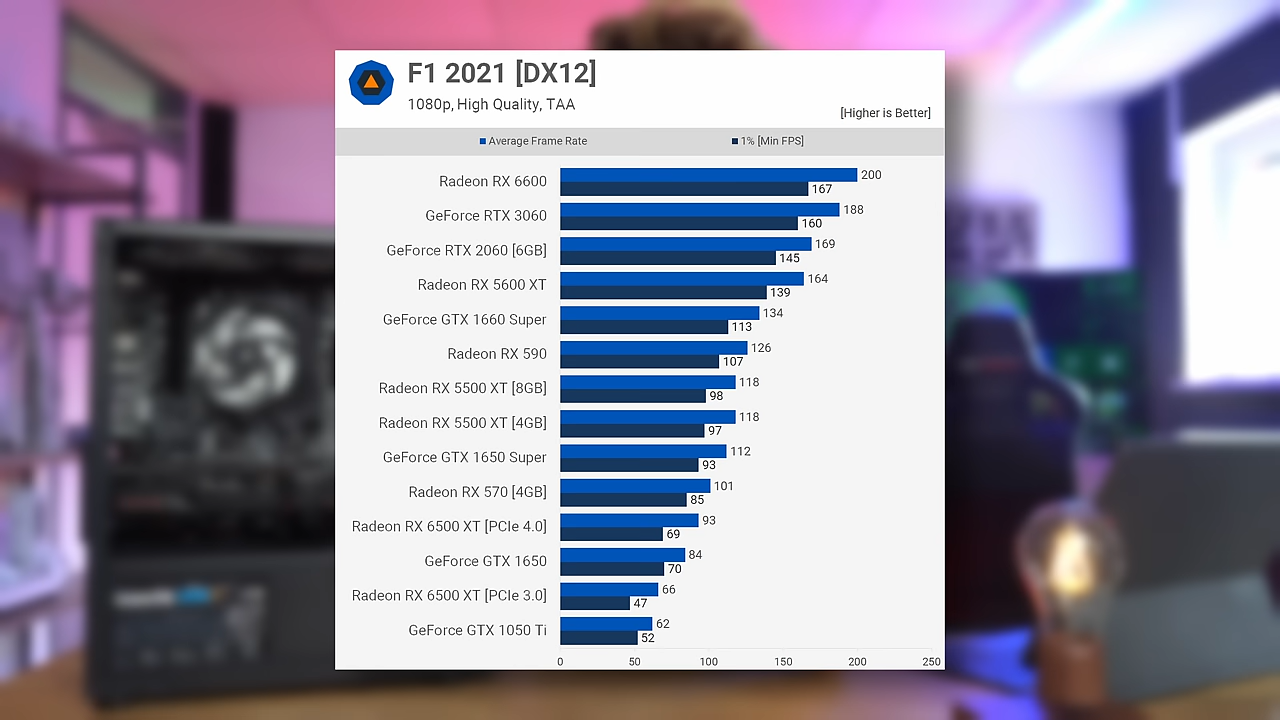 F1 2021 [DX12]
1080p, High Quality, TAA
[Higher is Better]
Average Frame Rate 1% [Min FPS]
Radeon RX 6600 200 167
GeForce RTX 3060 188 160
GeForce RTX 2060 [6GB] 169 145
Radeon RX 5600 XT 164 139
GeForce GTX 1660 Super 134 113
Radeon RX 590 126 107
Radeon RX 5500 XT [8GB] 118 98
Radeon RX 5500 XT [4GB] 118 97
GeForce GTX 1650 Super 112 93
Radeon RX 570 [4GB] 101 85
Radeon RX 6500 XT [PCIe 4.0] 93 69
GeForce GTX 1650 84 70
Radeon RX 6500 XT [PCIe 3.0] 66 47
GeForce GTX 1050 Ti 62 52
0 50 100 150 200 250